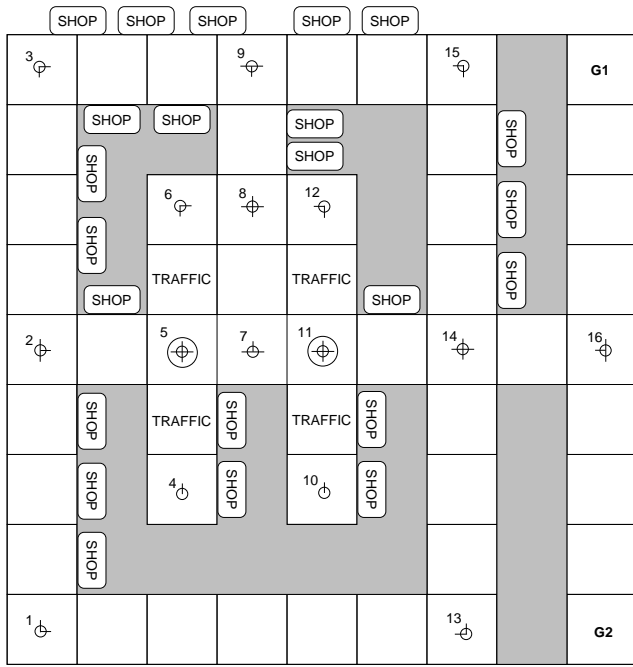 SHOP SHOP SHOP SHOP SHOP
3 9 15 G1
SHOP SHOP SHOP SHOP
SHOP SHOP
SHOP
6 8 12
SHOP SHOP
TRAFFIC TRAFFIC
SHOP
SHOP SHOP
2 5 7 11 14 16
SHOP TRAFFIC SHOP TRAFFIC SHOP
SHOP 4 SHOP 10 SHOP
SHOP
1 13 G2